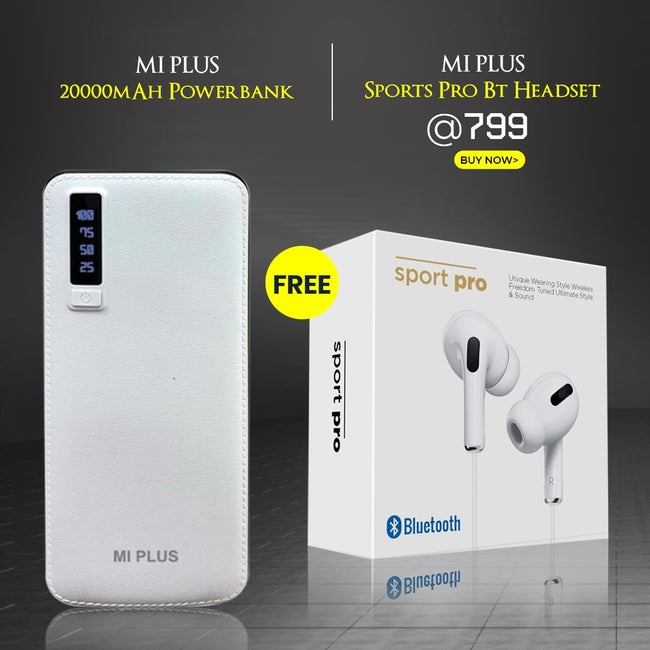 MI PLUS
20000MAH POWERBANK
MI PLUS
SPORTS PRO BT HEADSET
@799
BUY NOW>
100
75
50
25
MI PLUS
FREE
sport pro
sport pro
Unique Wearing Style Wireless
Freedom Tuned Ultimate Style
& Sound
R
Bluetooth